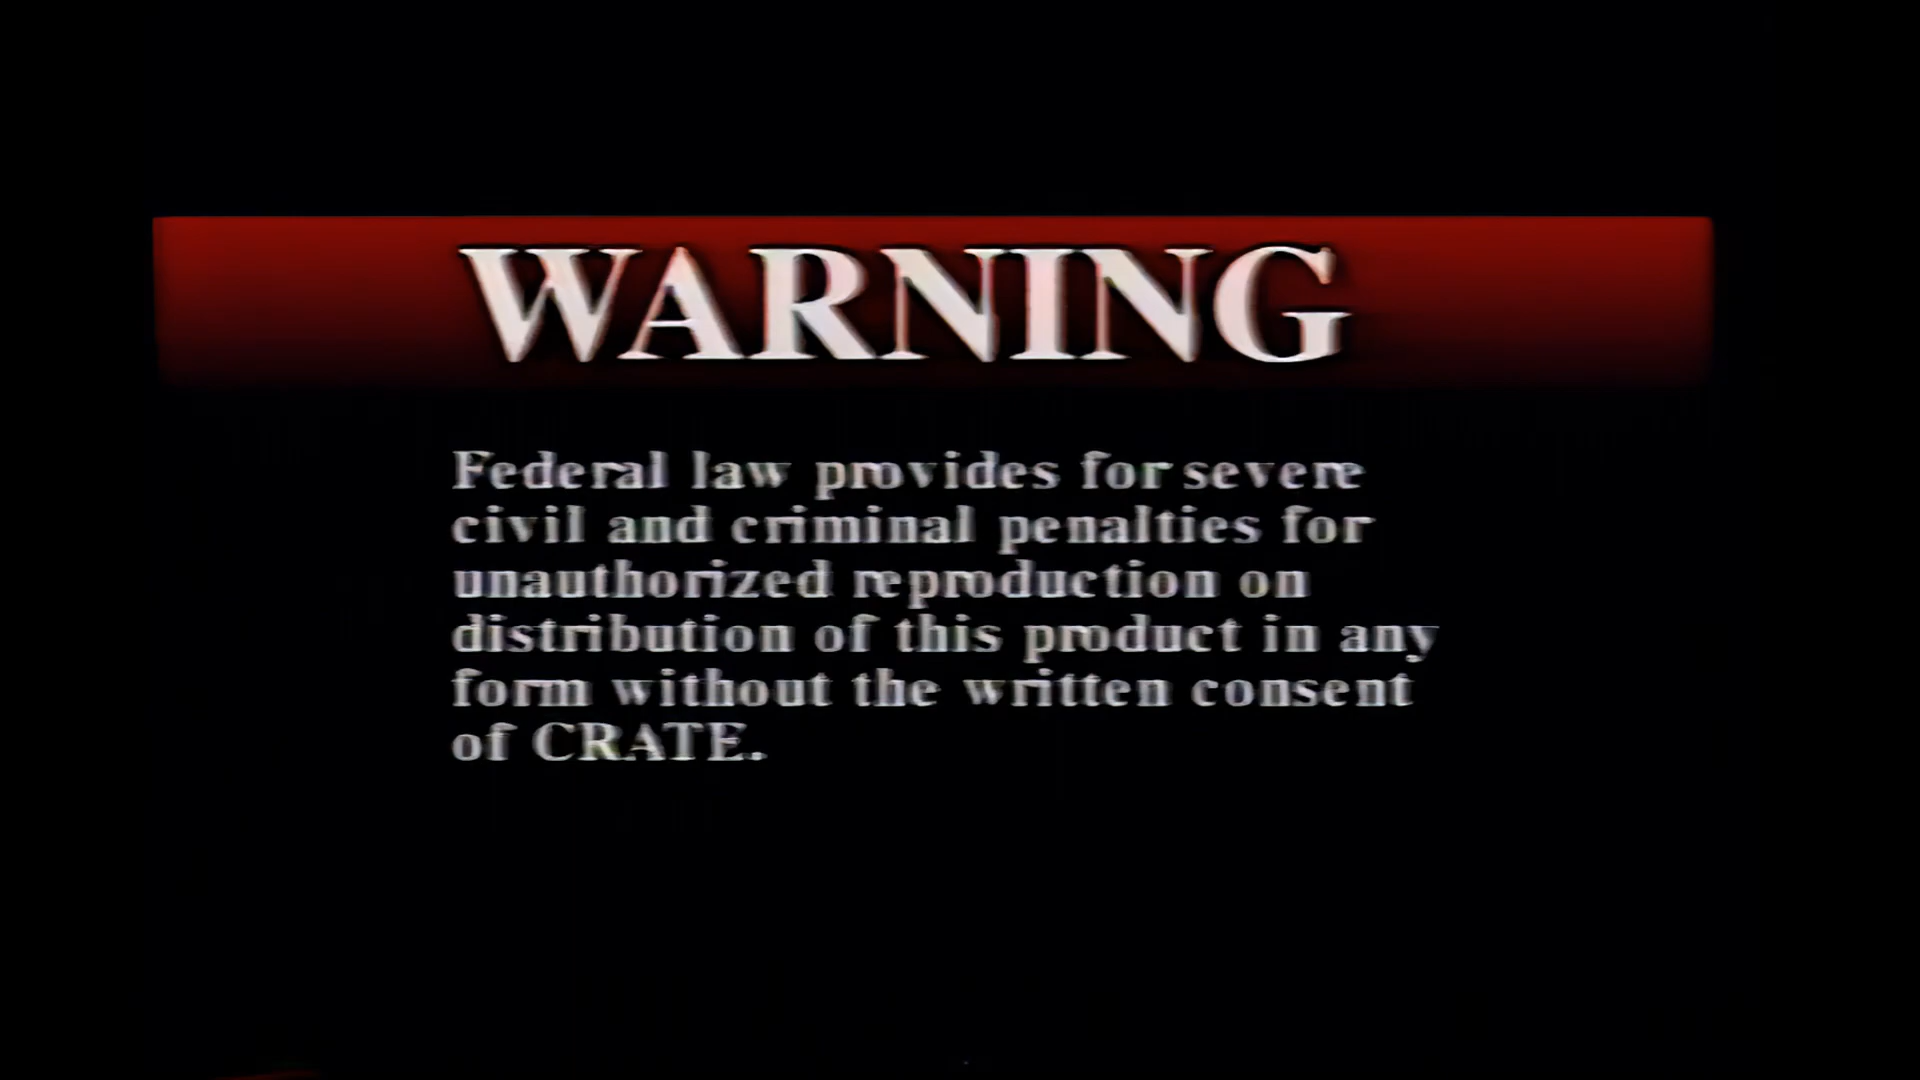 WARNING
Federal law provides for severe
civil and criminal penalties for
unauthorized reproduction on
distribution of this product in any
form without the written consent
of CRATE.